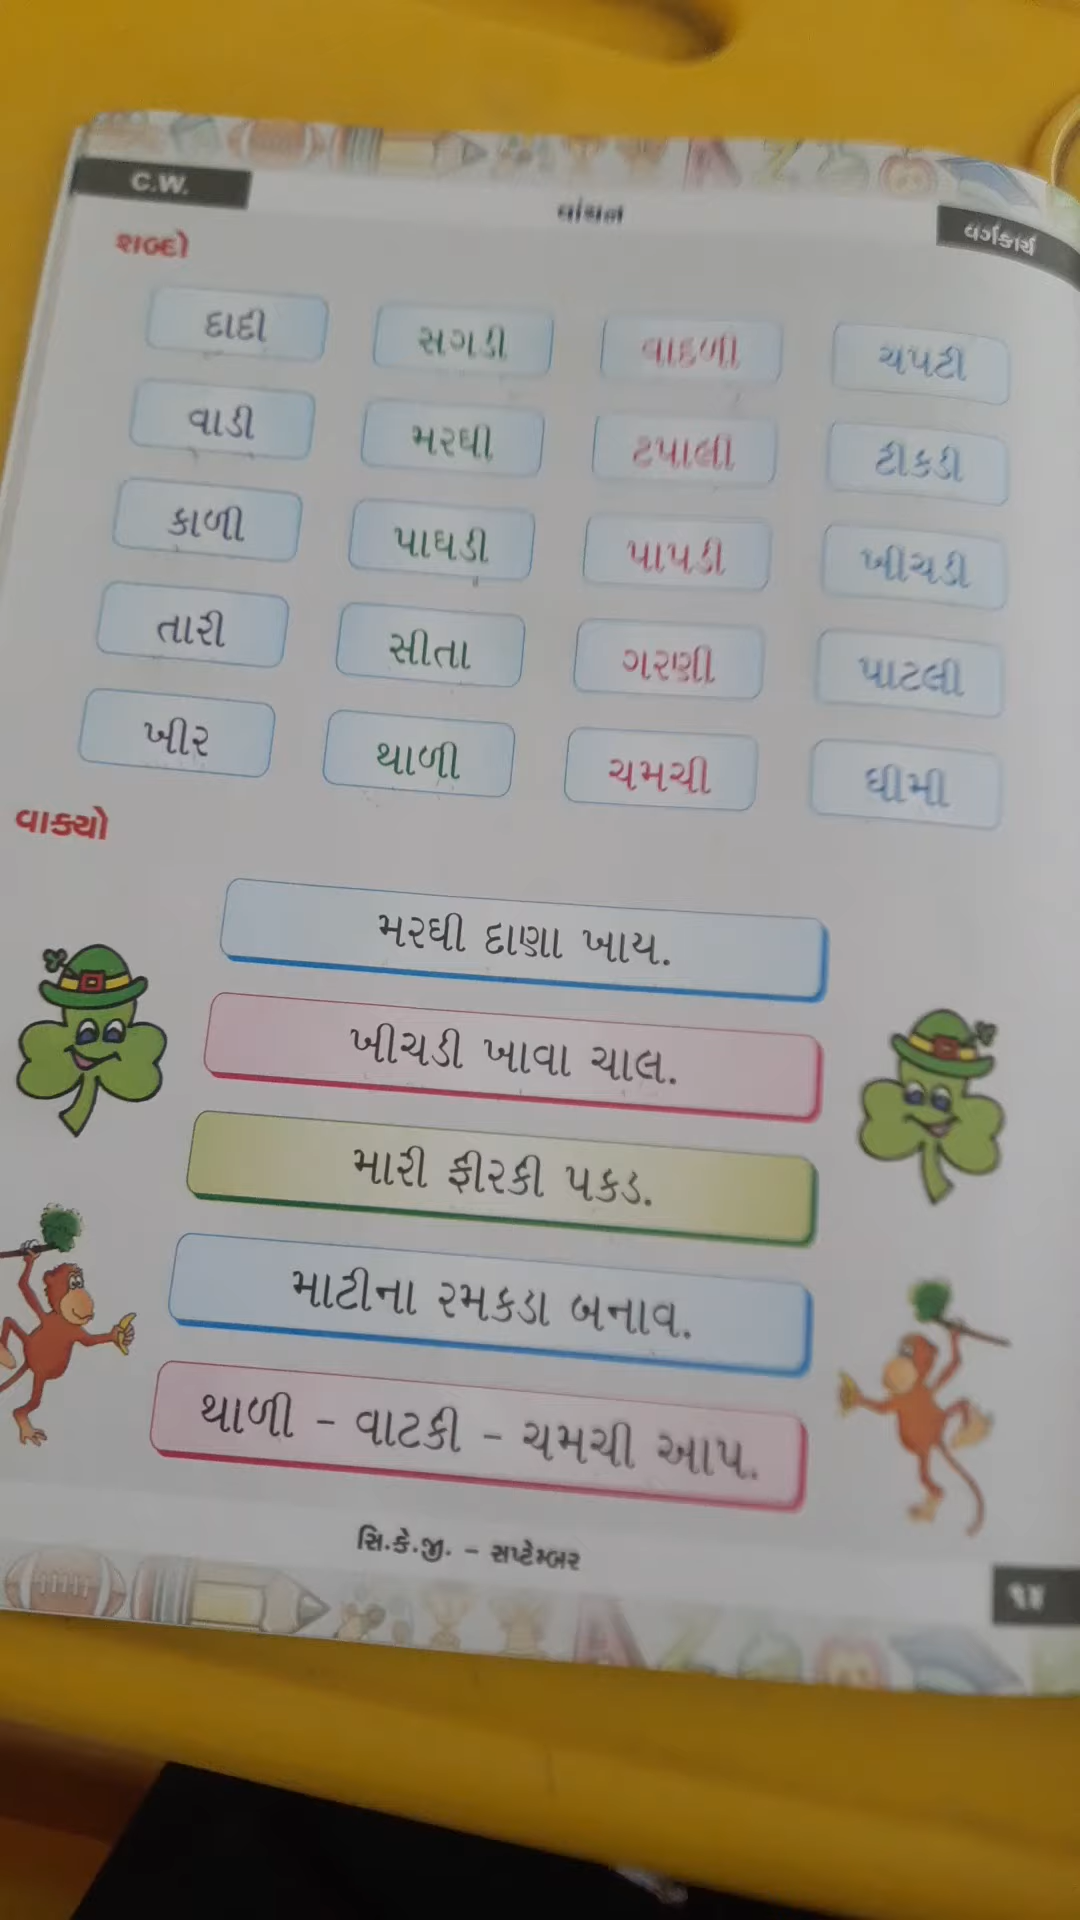 C.W.
વાંચન
વર્ગકાર્ય
શબ્દો
દાદી સગડી વાદળી ચપટી
વાડી મરઘી ટપાલી ટીકડી
કાળી પાઘડી પાપડી ખીચડી
તારી સીતા ગરણી પાટલી
ખીર થાળી ચમચી ધીમી
વાક્યો
મરઘી દાણા ખાય.
ખીચડી ખાવા ચાલ.
મારી ફીરકી પકડ.
માટીના રમકડા બનાવ.
થાળી - વાટકી - ચમચી આપ.
સિ.કે.જી. - સપ્ટેમ્બર